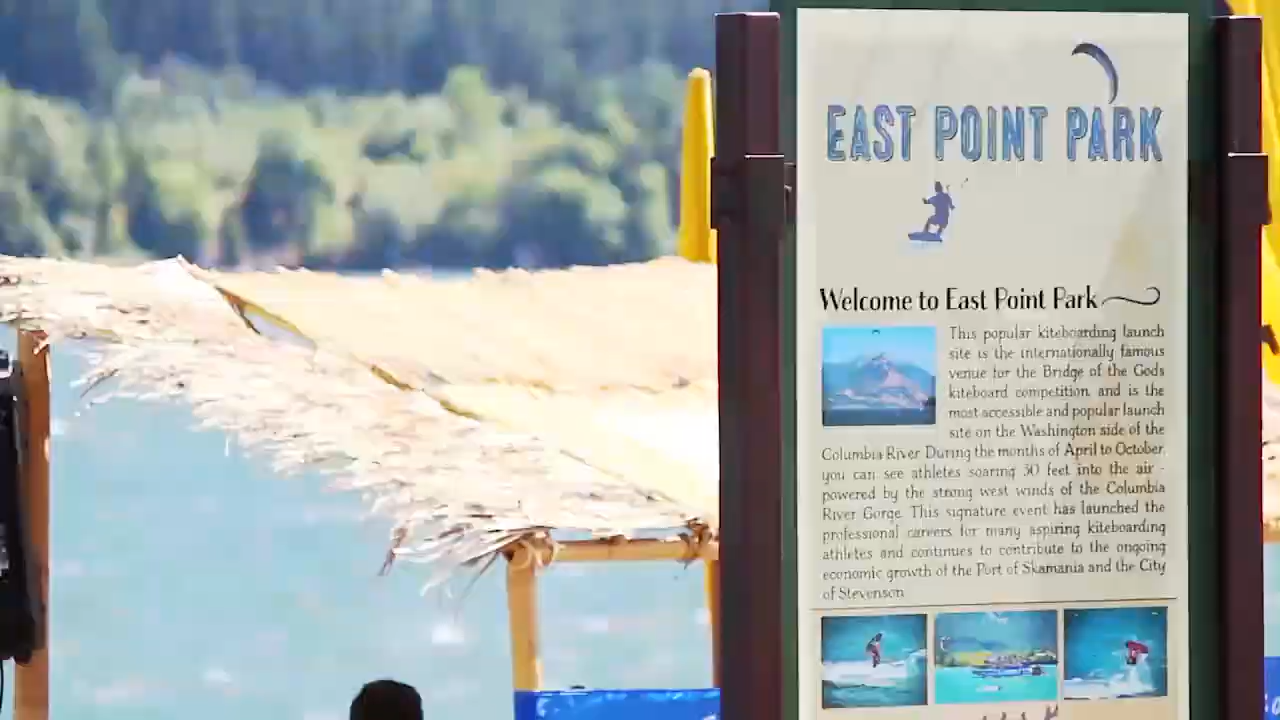 EAST POINT PARK
Welcome to East Point Park
This popular kiteboarding launch
site is the internationally famous
venue for the Bridge of the Gods
kiteboard competition and is the
most accessible and popular launch
site on the Washington side of the
Columbia River. During the months of April to October,
you can see athletes soaring 30 feet into the air -
powered by the strong west winds of the Columbia
River Gorge. This signature event has launched the
professional careers for many aspiring kiteboarding
athletes and continues to contribute to the ongoing
economic growth of the Port of Skamania and the City
of Stevenson.